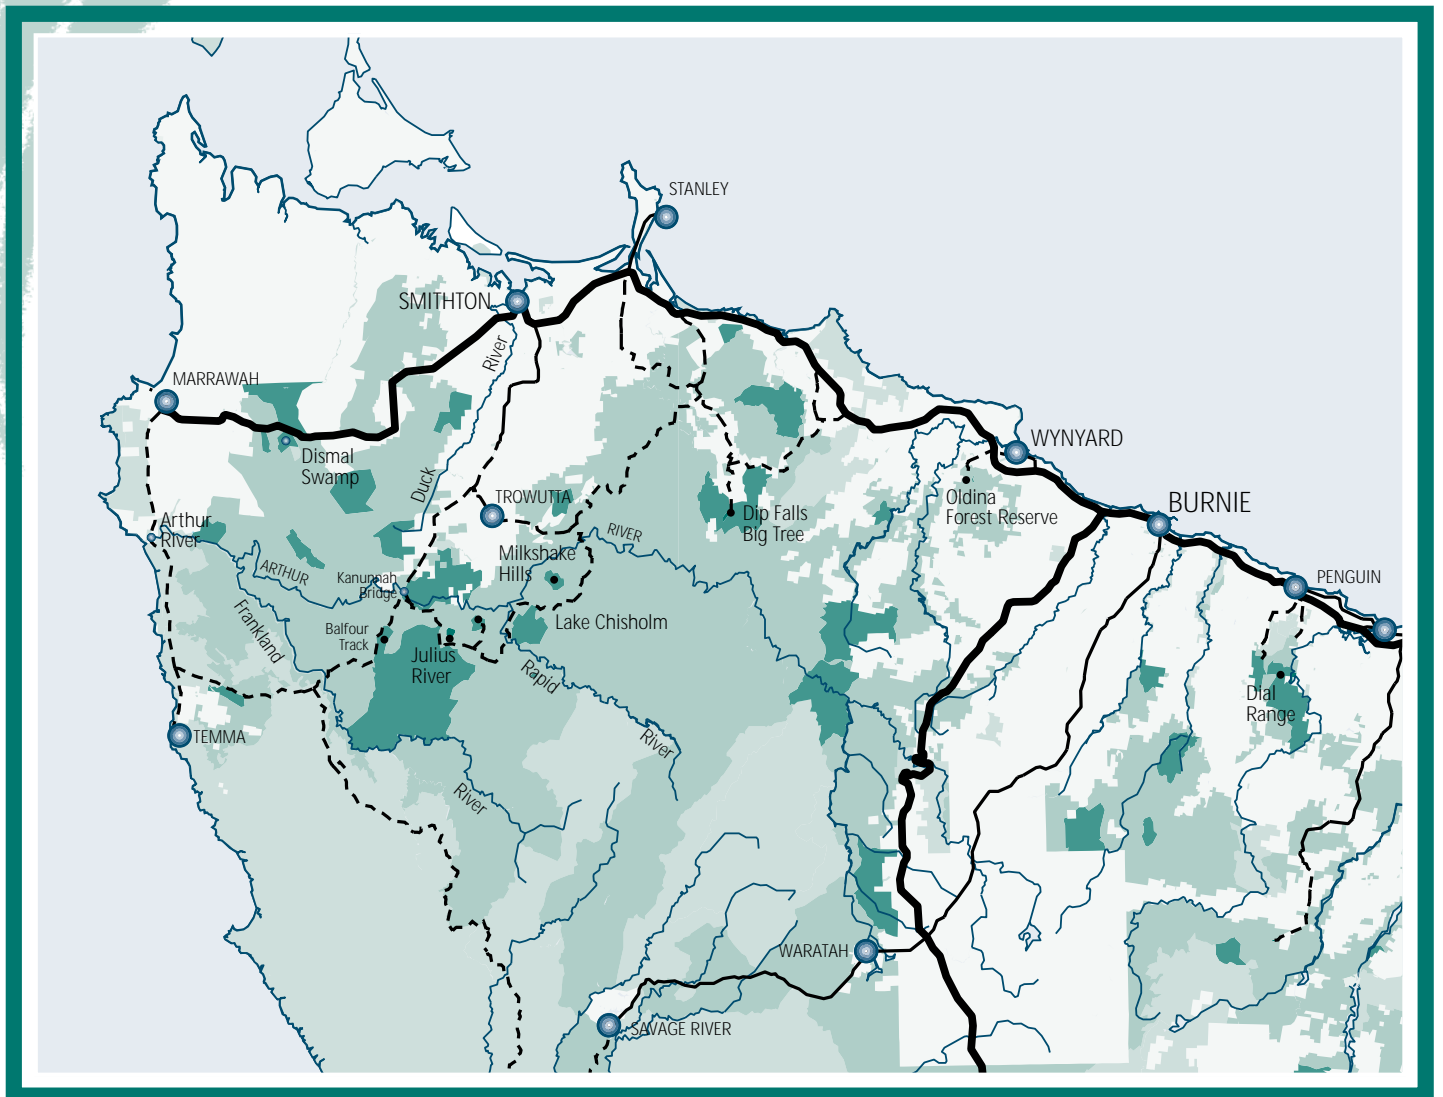 STANLEY
SMITHTON
River
MARRAWAH
WYNYARD
Dismal
Swamp
Duck
TROWUTTA
Oldina
Forest Reserve
BURNIE
Dip Falls
Big Tree
Arthur
River
RIVER
Milkshake
Hills
ARTHUR
Kanunnah
Bridge
PENGUIN
Frankland
Balfour
Track
Lake Chisholm
Julius
River
Rapid
Dial
Range
TEMMA
River
River
WARATAH
SAVAGE RIVER